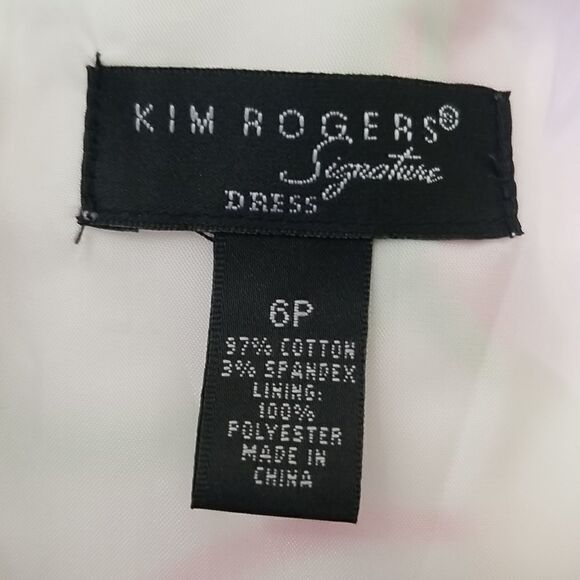 KIM ROGERS®
Signature
DRESS
6P
97% COTTON
3% SPANDEX
LINING:
100%
POLYESTER
MADE IN
CHINA